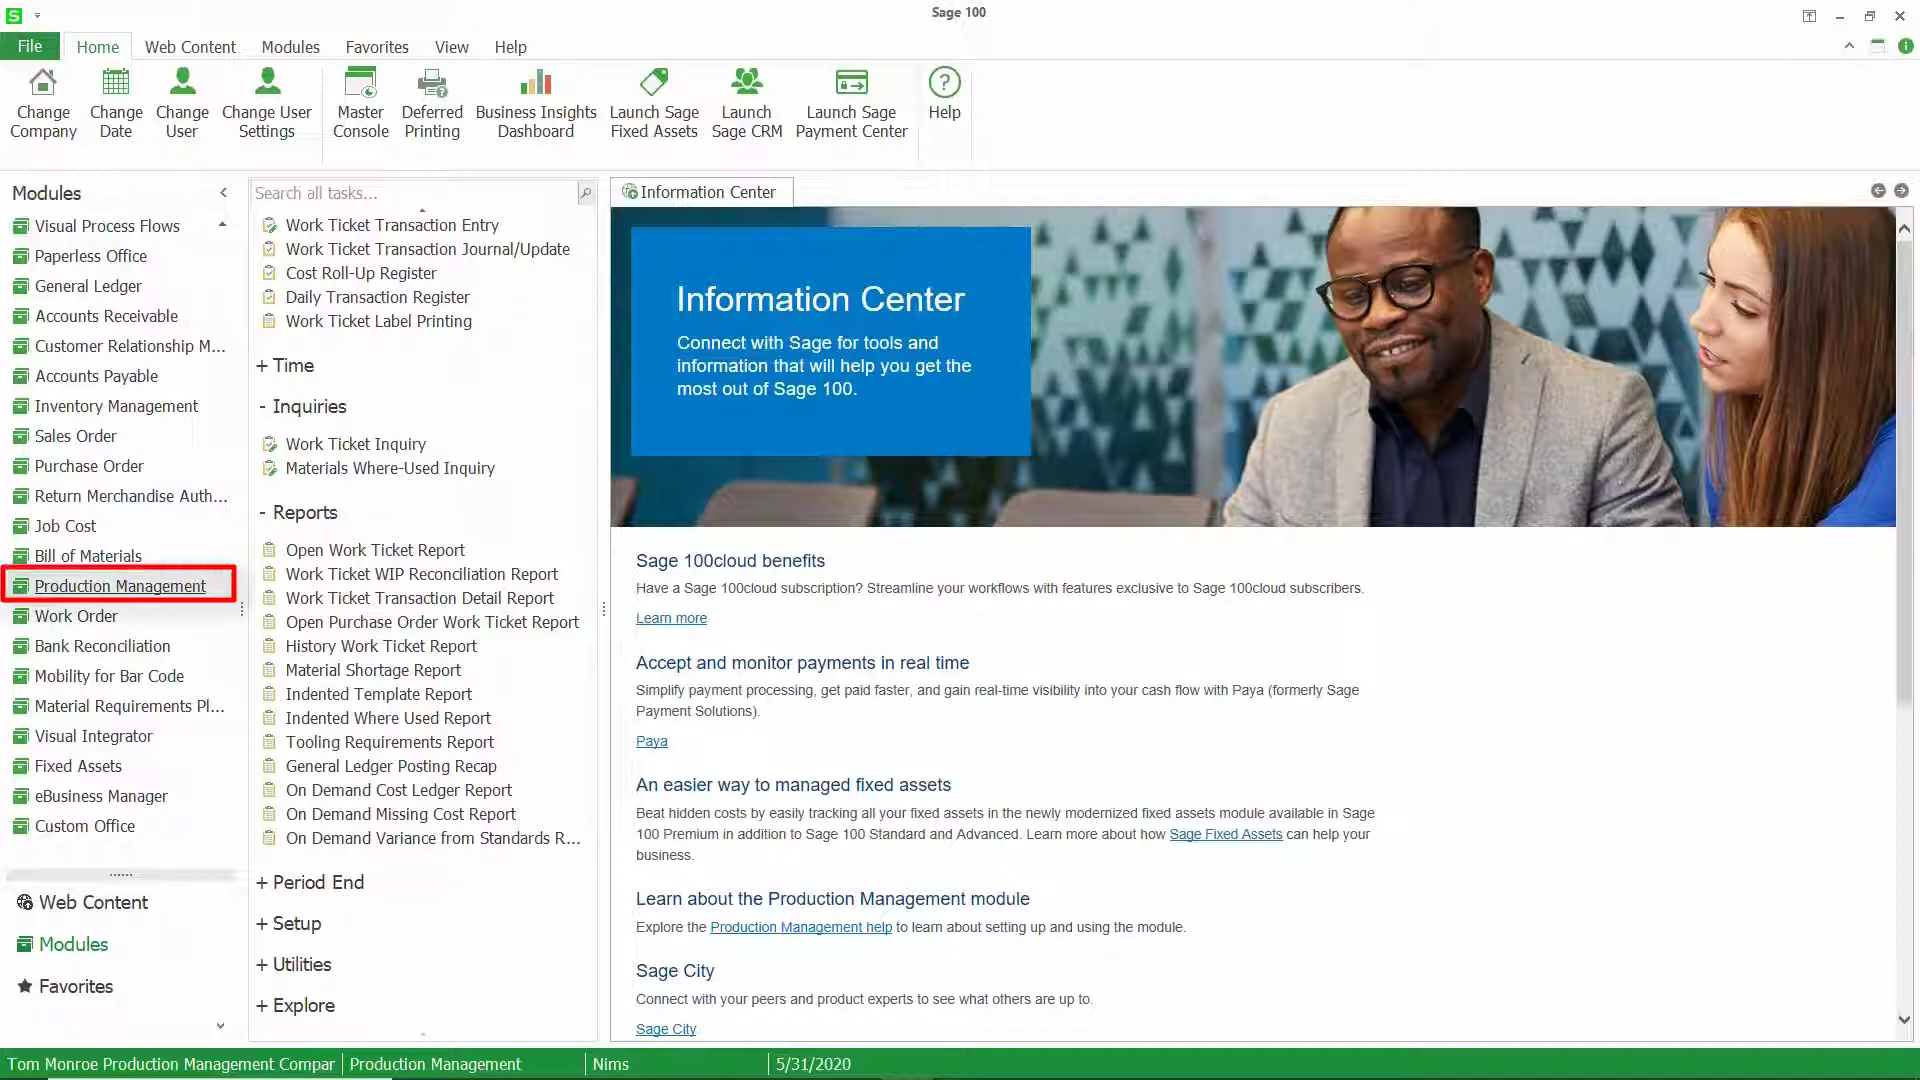 S
Sage 100
File
Home
Web Content
Modules
Favorites
View
Help
Change
Company
Change
Date
Change
User
Change User
Settings
Master
Console
Deferred
Printing
Business Insights
Dashboard
Launch Sage
Fixed Assets
Launch
Sage CRM
Launch Sage
Payment Center
Help
Modules
Visual Process Flows
Paperless Office
General Ledger
Accounts Receivable
Customer Relationship M...
Accounts Payable
Inventory Management
Sales Order
Purchase Order
Return Merchandise Auth...
Job Cost
Bill of Materials
Production Management
Work Order
Bank Reconciliation
Mobility for Bar Code
Material Requirements Pl...
Visual Integrator
Fixed Assets
eBusiness Manager
Custom Office
Web Content
Modules
Favorites
Search all tasks...
Work Ticket Transaction Entry
Work Ticket Transaction Journal/Update
Cost Roll-Up Register
Daily Transaction Register
Work Ticket Label Printing
+ Time
- Inquiries
Work Ticket Inquiry
Materials Where-Used Inquiry
- Reports
Open Work Ticket Report
Work Ticket WIP Reconciliation Report
Work Ticket Transaction Detail Report
Open Purchase Order Work Ticket Report
History Work Ticket Report
Material Shortage Report
Indented Template Report
Indented Where Used Report
Tooling Requirements Report
General Ledger Posting Recap
On Demand Cost Ledger Report
On Demand Missing Cost Report
On Demand Variance from Standards R...
+ Period End
+ Setup
+ Utilities
+ Explore
Information Center
Information Center
Connect with Sage for tools and
information that will help you get the
most out of Sage 100.
Sage 100cloud benefits
Have a Sage 100cloud subscription? Streamline your workflows with features exclusive to Sage 100cloud subscribers.
Learn more
Accept and monitor payments in real time
Simplify payment processing, get paid faster, and gain real-time visibility into your cash flow with Paya (formerly Sage
Payment Solutions).
Paya
An easier way to managed fixed assets
Beat hidden costs by easily tracking all your fixed assets in the newly modernized fixed assets module available in Sage
100 Premium in addition to Sage 100 Standard and Advanced. Learn more about how Sage Fixed Assets can help your
business.
Learn about the Production Management module
Explore the Production Management help to learn about setting up and using the module.
Sage City
Connect with your peers and product experts to see what others are up to.
Sage City
Tom Monroe Production Management Compar
Production Management
Nims
5/31/2020